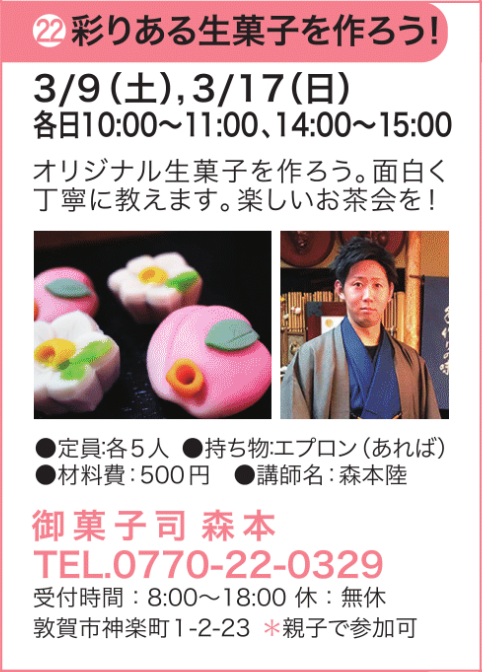 22 彩りある生菓子を作ろう!
3/9(土),3/17(日)
各日10:00〜11:00、14:00〜15:00
オリジナル生菓子を作ろう。面白く
丁寧に教えます。楽しいお茶会を!
●定員:各5人 ●持ち物:エプロン(あれば)
●材料費:500円 ●講師名:森本陸
御菓子司 森本
TEL.0770-22-0329
受付時間:8:00〜18:00 休:無休
敦賀市神楽町1-2-23 *親子で参加可